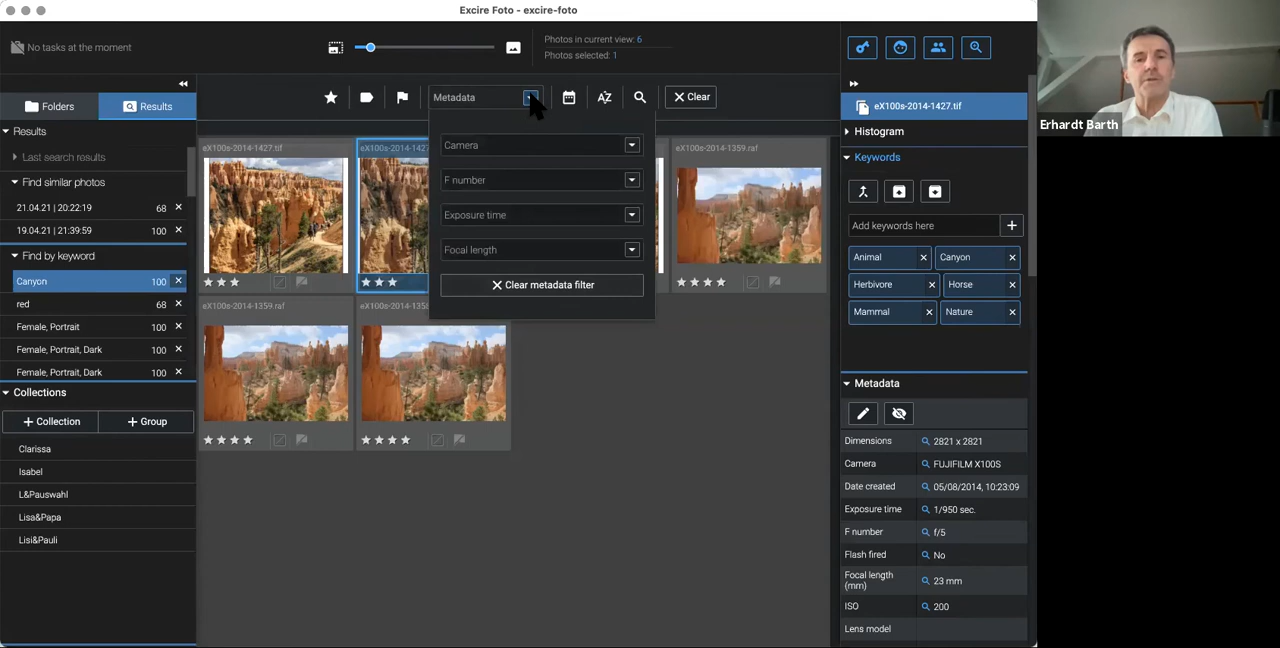 Excire Foto - excire-foto
No tasks at the moment
Photos in current view: 6
Photos selected: 1
Folders
Results
Metadata
Clear
Results
Last search results
Find similar photos
21.04.21 | 20:22:19 68
19.04.21 | 21:39:59 100
Find by keyword
Canyon 100
red 68
Female, Portrait 100
Female, Portrait, Dark 100
Female, Portrait, Dark 100
Collections
+ Collection
+ Group
Clarissa
Isabel
L&Pauswahl
Lisa&Papa
Lisi&Pauli
eX100s-2014-1427.tif
eX100s-2014-1427
eX100s-2014-1359.raf
eX100s-2014-1359.raf
Camera
F number
Exposure time
Focal length
Clear metadata filter
eX100s-2014-1427.tif
Histogram
Keywords
Add keywords here
Animal
Canyon
Herbivore
Horse
Mammal
Nature
Metadata
Dimensions 2821 x 2821
Camera FUJIFILM X100S
Date created 05/08/2014, 10:23:09
Exposure time 1/950 sec.
F number f/5
Flash fired No
Focal length (mm) 23 mm
ISO 200
Lens model
Erhardt Barth